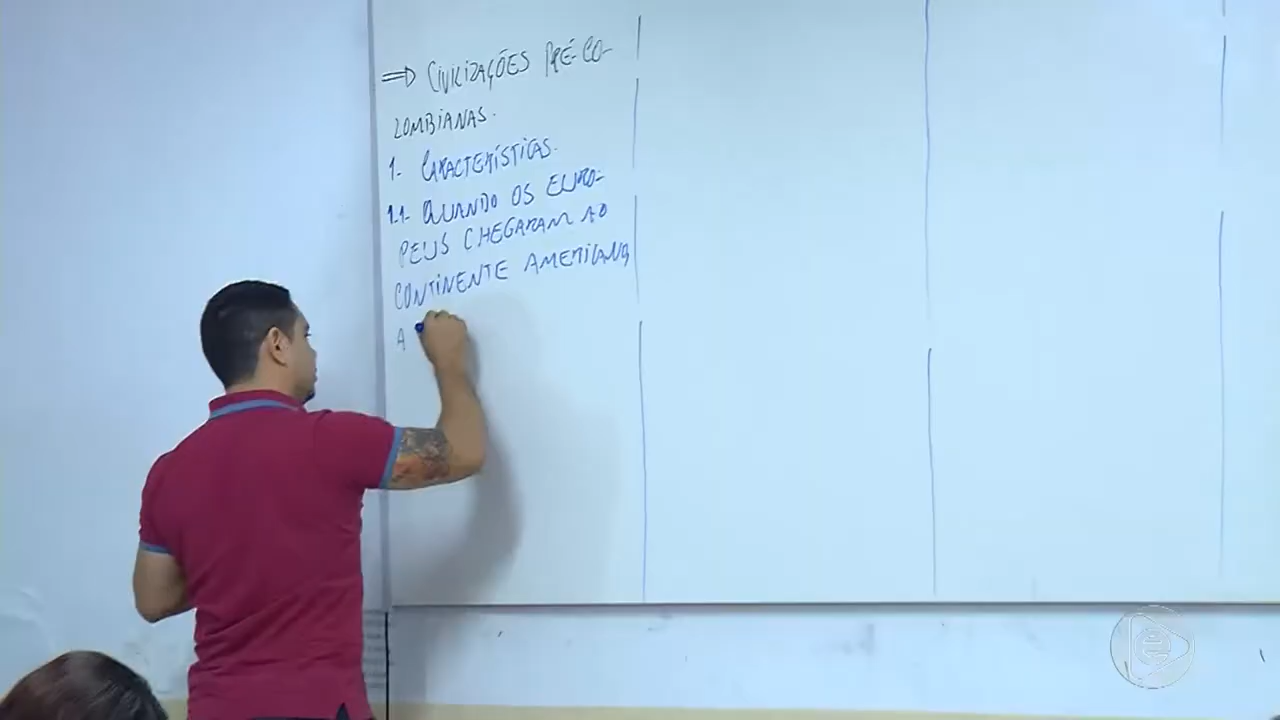 ⇒ CIVILIZAÇÕES PRÉ-CO-
LOMBIANAS.
1- CARACTERÍSTICAS.
1.1- QUANDO OS EURO-
PEUS CHEGARAM AO
CONTINENTE AMERICANO,
A